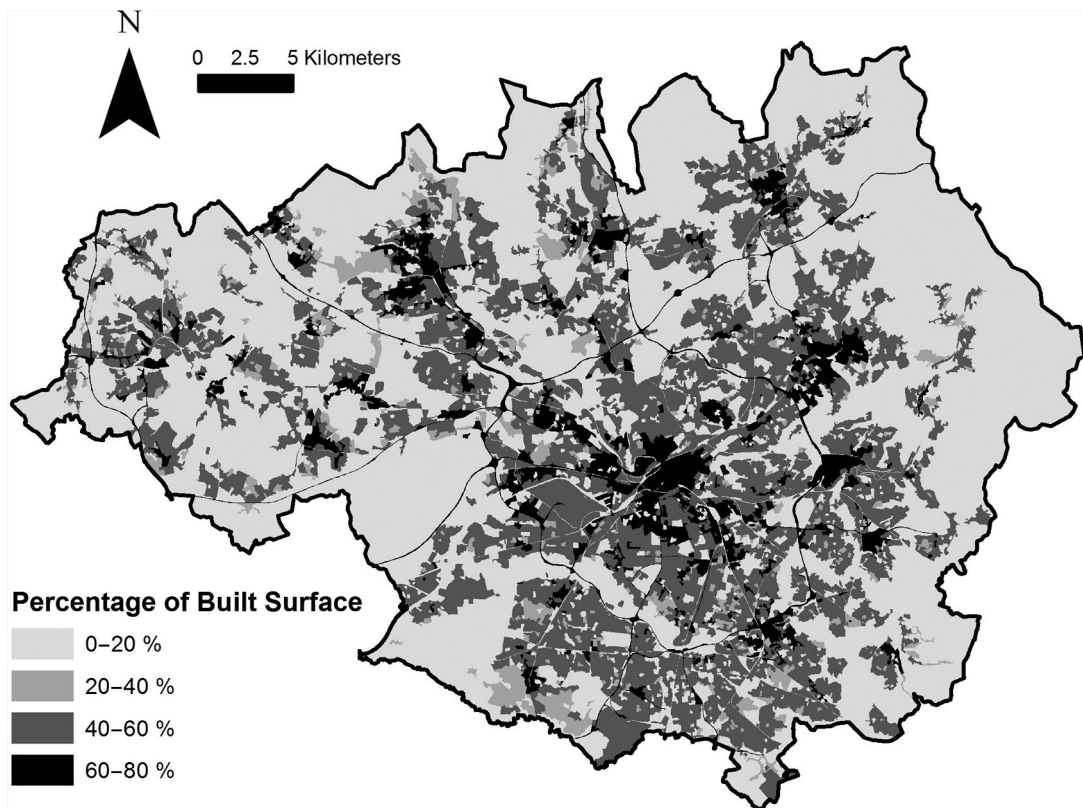 N
0 2.5 5 Kilometers
Percentage of Built Surface
0–20 %
20–40 %
40–60 %
60–80 %